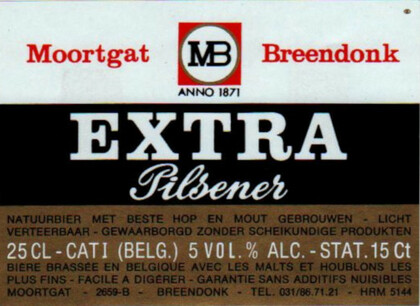 Moortgat MB Breendonk
ANNO 1871
EXTRA
Pilsener
NATUURBIER MET BESTE HOP EN MOUT GEBROUWEN - LICHT
VERTEERBAAR - GEWAARBORGD ZONDER SCHEIKUNDIGE PRODUKTEN
25 CL - CAT I (BELG.) 5 VOL. % ALC. - STAT. 15 Ct
BIERE BRASSÉE EN BELGIQUE AVEC LES MALTS ET HOUBLONS LES
PLUS FINS - FACILE A DIGÉRER - GARANTIE SANS ADDITIFS NUISIBLES
MOORTGAT - 2659-B - BREENDONK - TEL. 031/86.71.21 - HRM 5141